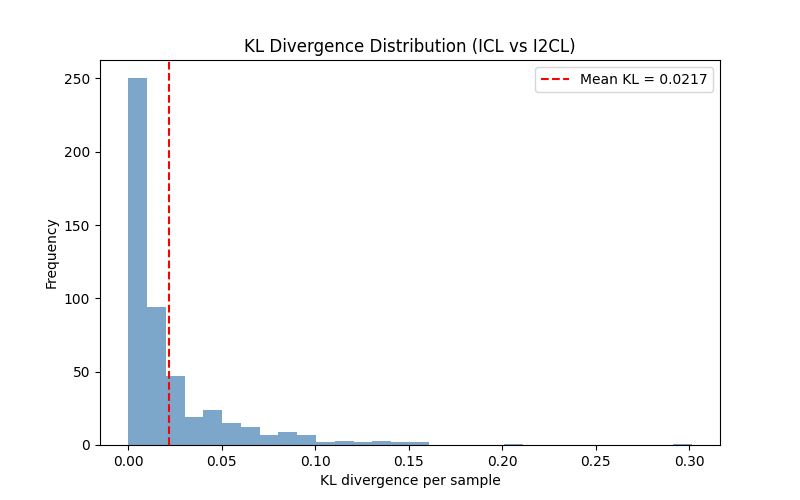 KL Divergence Distribution (ICL vs I2CL)
Mean KL = 0.0217
250
200
150
100
50
0
Frequency
0.00 0.05 0.10 0.15 0.20 0.25 0.30
KL divergence per sample